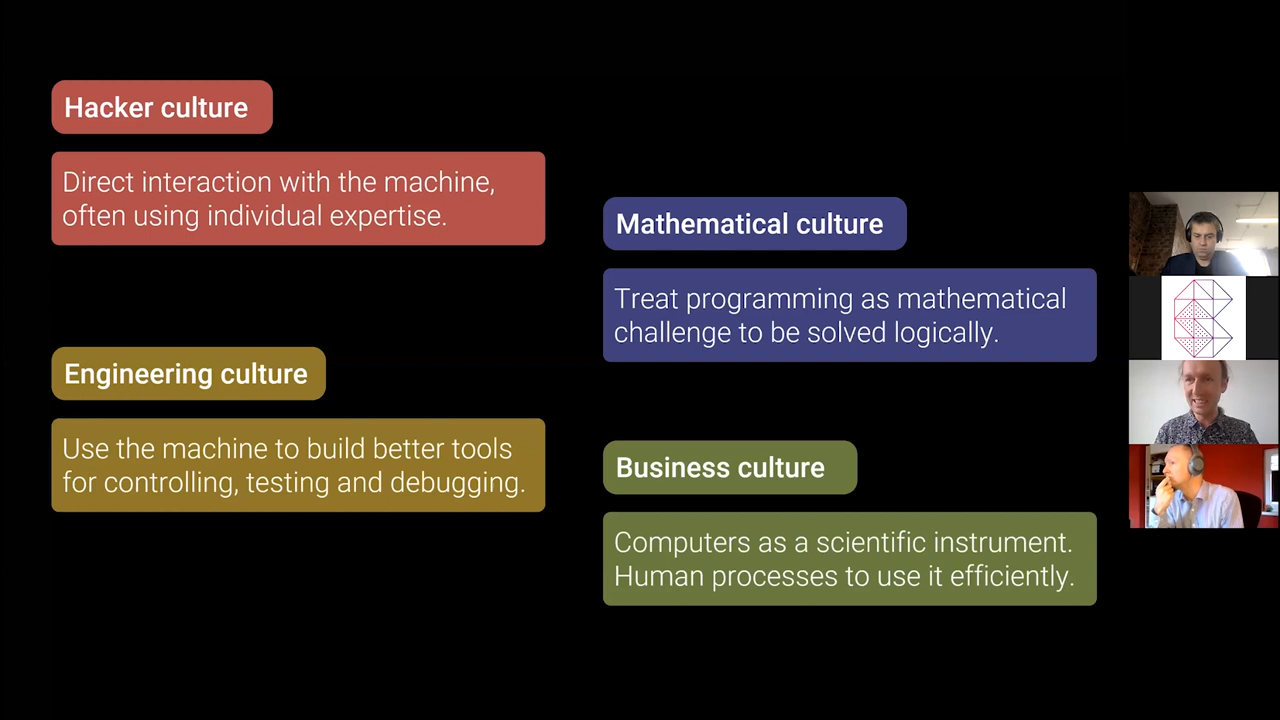 Hacker culture
Direct interaction with the machine,
often using individual expertise.
Mathematical culture
Treat programming as mathematical
challenge to be solved logically.
Engineering culture
Use the machine to build better tools
for controlling, testing and debugging.
Business culture
Computers as a scientific instrument.
Human processes to use it efficiently.